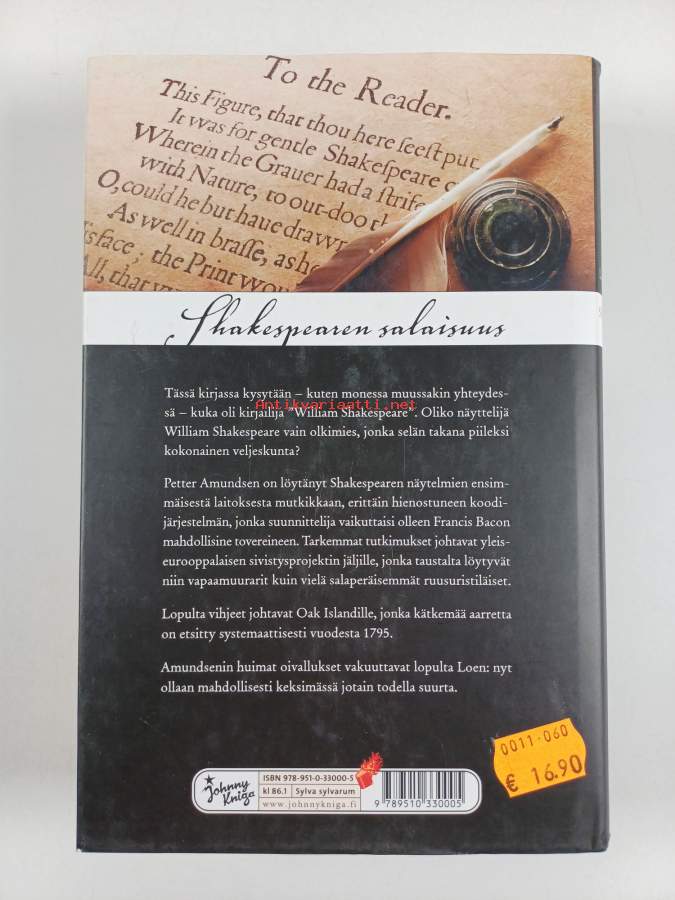 To the Reader.
This Figure, that thou here seeſt put,
It was for gentle Shakeſpeare
Wherein the Grauer had a ſtrife
with Nature, to out-doo
O, could he but haue drawn
As well in braſſe, as he
face; the Print
All, that
Shakespearen salaisuus
Tässä kirjassa kysytään – kuten monessa muussakin yhteydes-
sä – kuka oli kirjailija "William Shakespeare". Oliko näyttelijä
Antikvariaatti.net
William Shakespeare vain olkimies, jonka selän takana piileksi
kokonainen veljeskunta?
Petter Amundsen on löytänyt Shakespearen näytelmien ensim-
mäisestä laitoksesta mutkikkaan, erittäin hienostuneen koodi-
järjestelmän, jonka suunnittelija vaikuttaisi olleen Francis Bacon
mahdollisine tovereineen. Tarkemmat tutkimukset johtavat yleis-
eurooppalaisen sivistysprojektin jäljille, jonka taustalta löytyvät
niin vapaamuurarit kuin vielä salaperäisemmät ruusuristiläiset.
Lopulta vihjeet johtavat Oak Islandille, jonka kätkemää aarretta
on etsitty systemaattisesti vuodesta 1795.
Amundsenin huimat oivallukset vakuuttavat lopulta Loen: nyt
ollaan mahdollisesti keksimässä jotain todella suurta.
Johnny
Kniga
ISBN 978-951-0-33000-5
kl 86.1 Sylva sylvarum
www.johnnykniga.fi
9 789510 330005
0011-060
€ 16.90